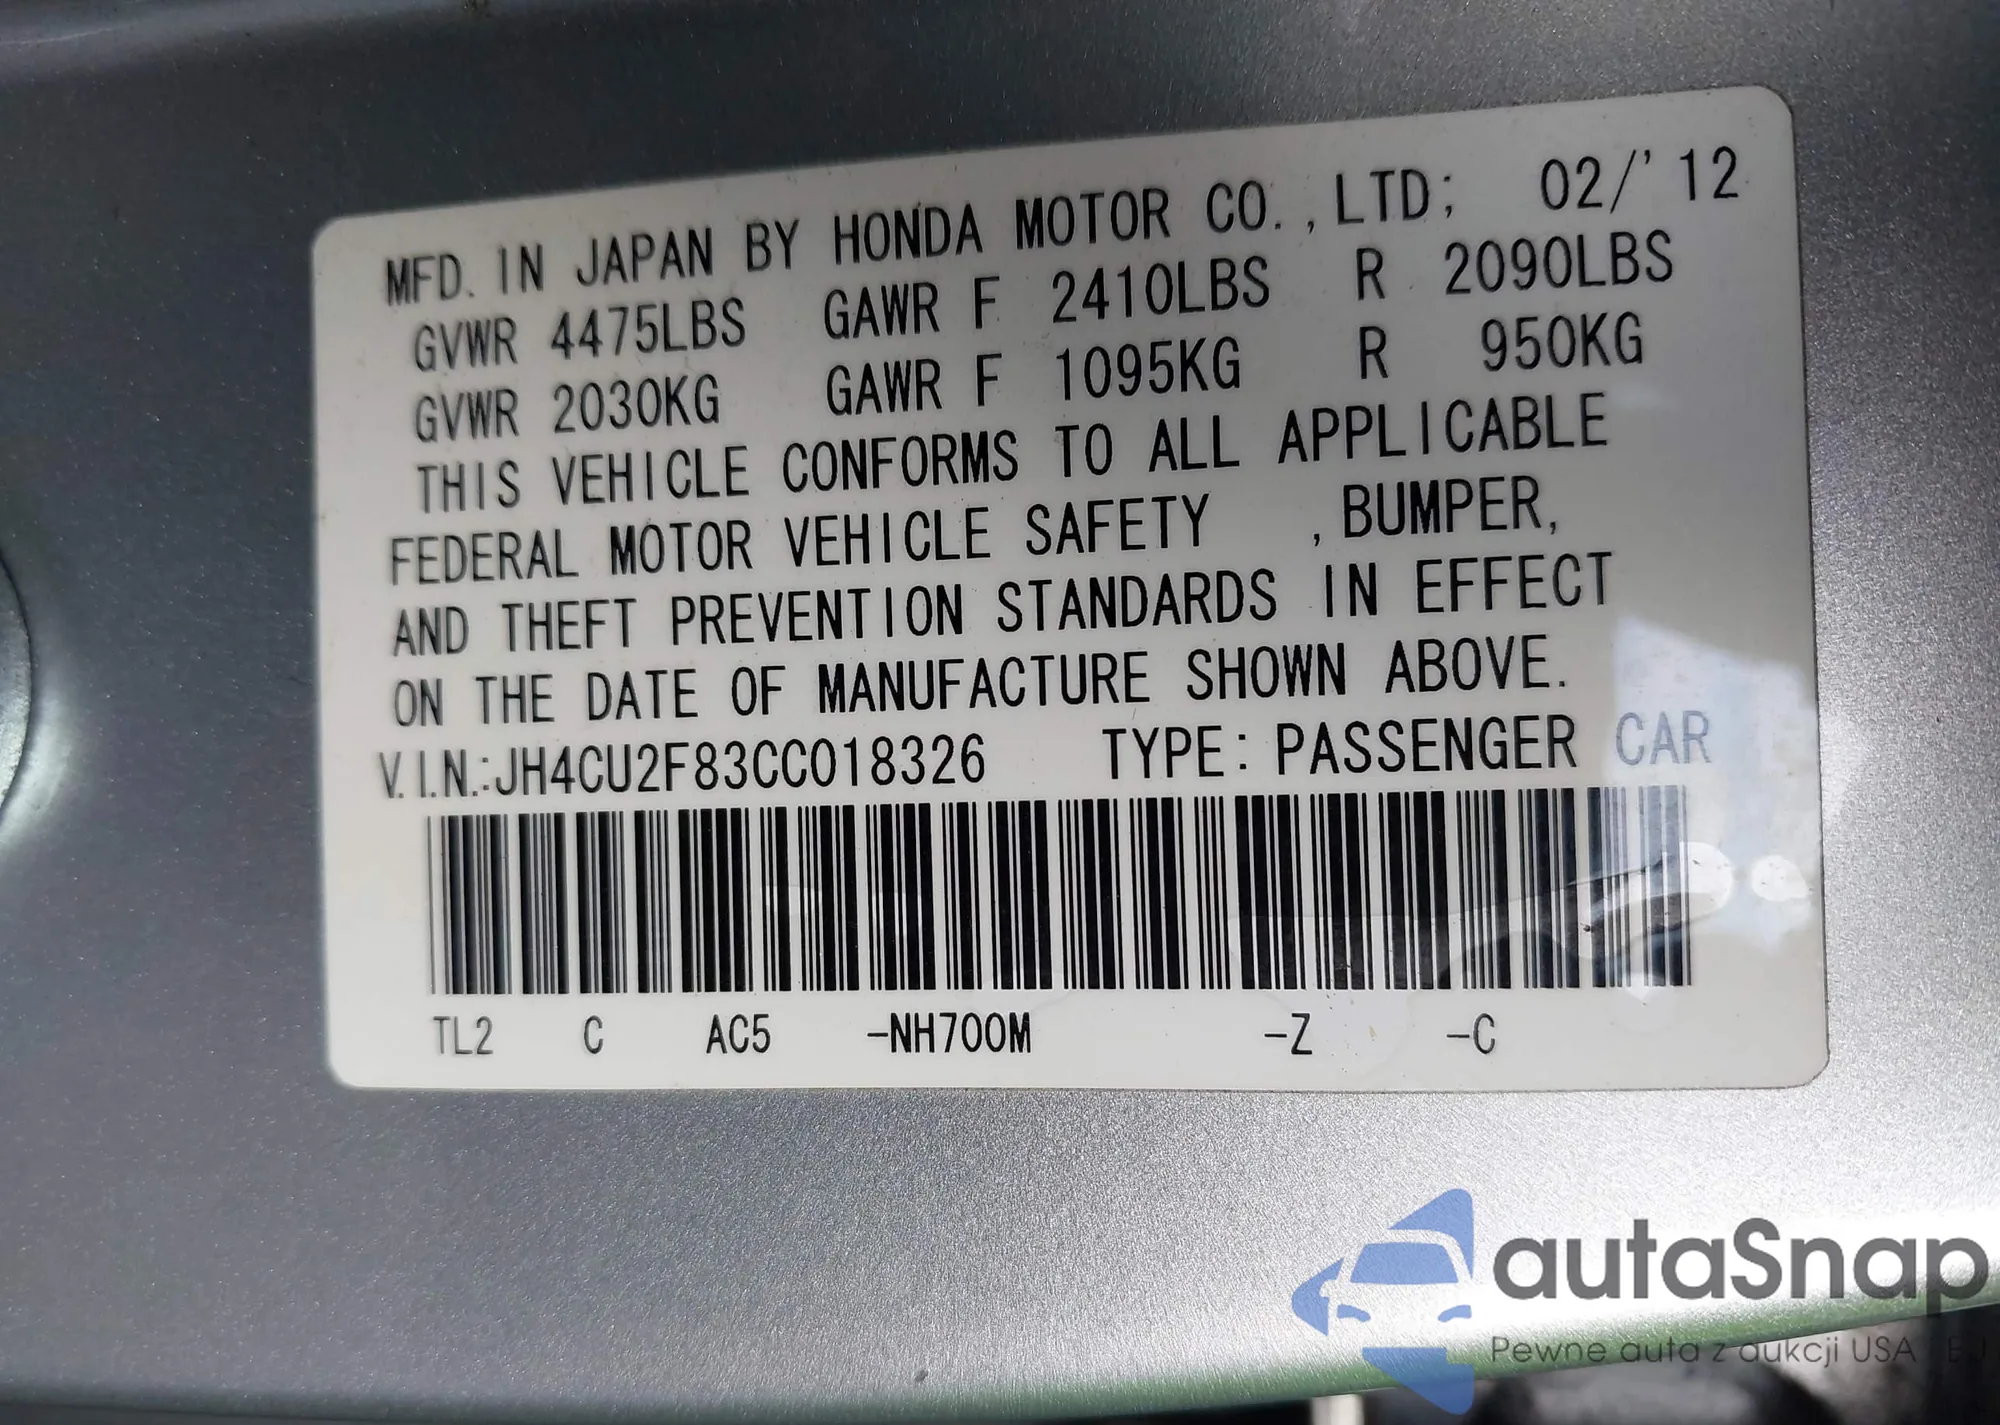 MFD. IN JAPAN BY HONDA MOTOR CO.,LTD; 02/'12
GVWR 4475LBS GAWR F 2410LBS R 2090LBS
GVWR 2030KG GAWR F 1095KG R 950KG
THIS VEHICLE CONFORMS TO ALL APPLICABLE
FEDERAL MOTOR VEHICLE SAFETY ,BUMPER,
AND THEFT PREVENTION STANDARDS IN EFFECT
ON THE DATE OF MANUFACTURE SHOWN ABOVE.
V.I.N.:JH4CU2F83CC018326 TYPE:PASSENGER CAR
TL2 C AC5 -NH700M -Z -C
autaSnap
Pewne auta z aukcji USA